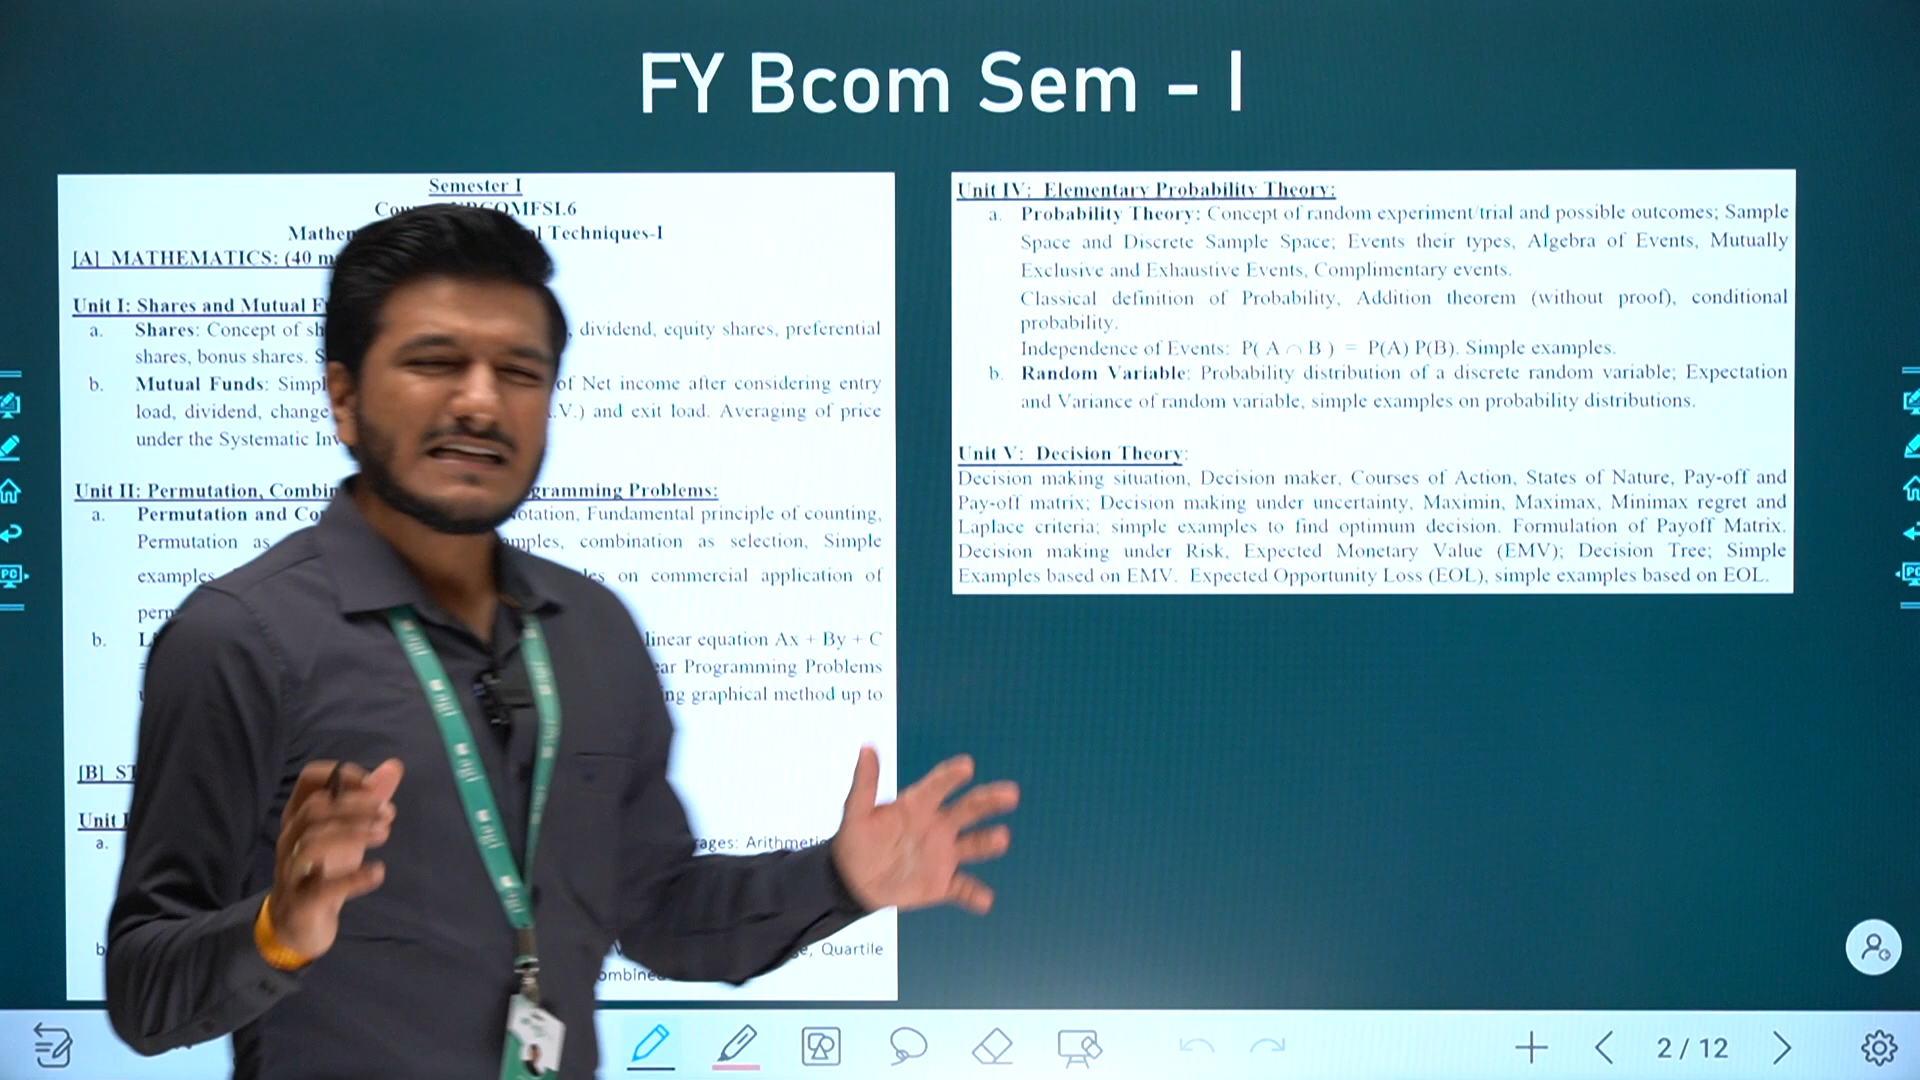 FY Bcom Sem - I
Semester I
COMFSI.6
Techniques-I
[A] MATHEMATICS: (40
Unit I: Shares and Mutual
a. Shares: Concept of dividend, equity shares, preferential
shares, bonus shares.
b. Mutual Funds: of Net income after considering entry
load, dividend, change .V.) and exit load. Averaging of price
under the Systematic
Unit II: Permutation, gramming Problems:
a. Permutation and Fundamental principle of counting,
Permutation as combination as selection, Simple
examples on commercial application of
b. linear equation Ax + By + C
Programming Problems
graphical method up to
[B]
Unit
a.
b Quartile
Unit IV: Elementary Probability Theory:
a. Probability Theory: Concept of random experiment/trial and possible outcomes; Sample
Space and Discrete Sample Space; Events their types, Algebra of Events, Mutually
Exclusive and Exhaustive Events, Complimentary events.
Classical definition of Probability, Addition theorem (without proof), conditional
probability.
Independence of Events: P( A ∩ B ) = P(A) P(B). Simple examples.
b. Random Variable: Probability distribution of a discrete random variable; Expectation
and Variance of random variable, simple examples on probability distributions.
Unit V: Decision Theory:
Decision making situation, Decision maker, Courses of Action, States of Nature, Pay-off and
Pay-off matrix; Decision making under uncertainty, Maximin, Maximax, Minimax regret and
Laplace criteria; simple examples to find optimum decision. Formulation of Payoff Matrix.
Decision making under Risk, Expected Monetary Value (EMV); Decision Tree; Simple
Examples based on EMV. Expected Opportunity Loss (EOL), simple examples based on EOL.
2 / 12